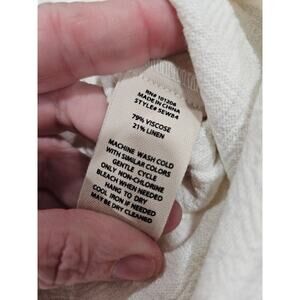 RN# 101206
MADE IN CHINA
STYLE# SEW84
79% VISCOSE
21% LINEN
MACHINE WASH COLD
WITH SIMILAR COLORS
GENTLE CYCLE
ONLY NON-CHLORINE
BLEACH WHEN NEEDED
HANG TO DRY
COOL IRON IF NEEDED
MAY BE DRY CLEANED